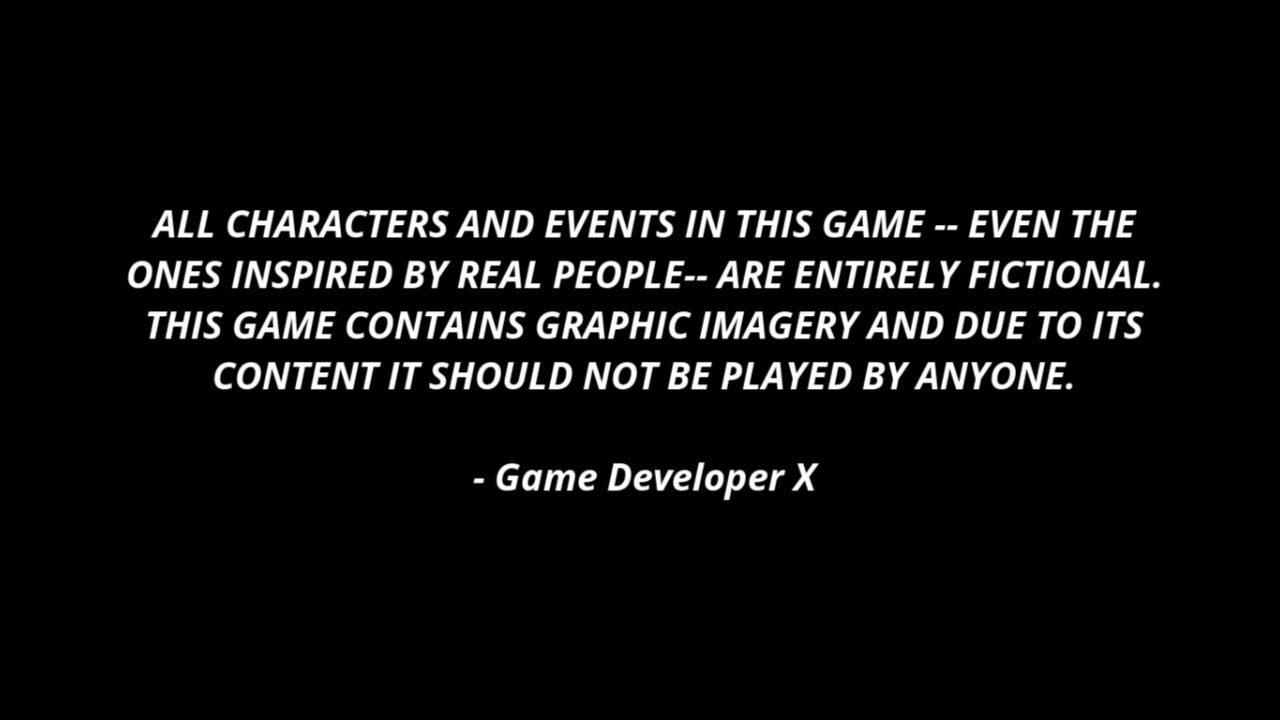 ALL CHARACTERS AND EVENTS IN THIS GAME -- EVEN THE
ONES INSPIRED BY REAL PEOPLE-- ARE ENTIRELY FICTIONAL.
THIS GAME CONTAINS GRAPHIC IMAGERY AND DUE TO ITS
CONTENT IT SHOULD NOT BE PLAYED BY ANYONE.
- Game Developer X